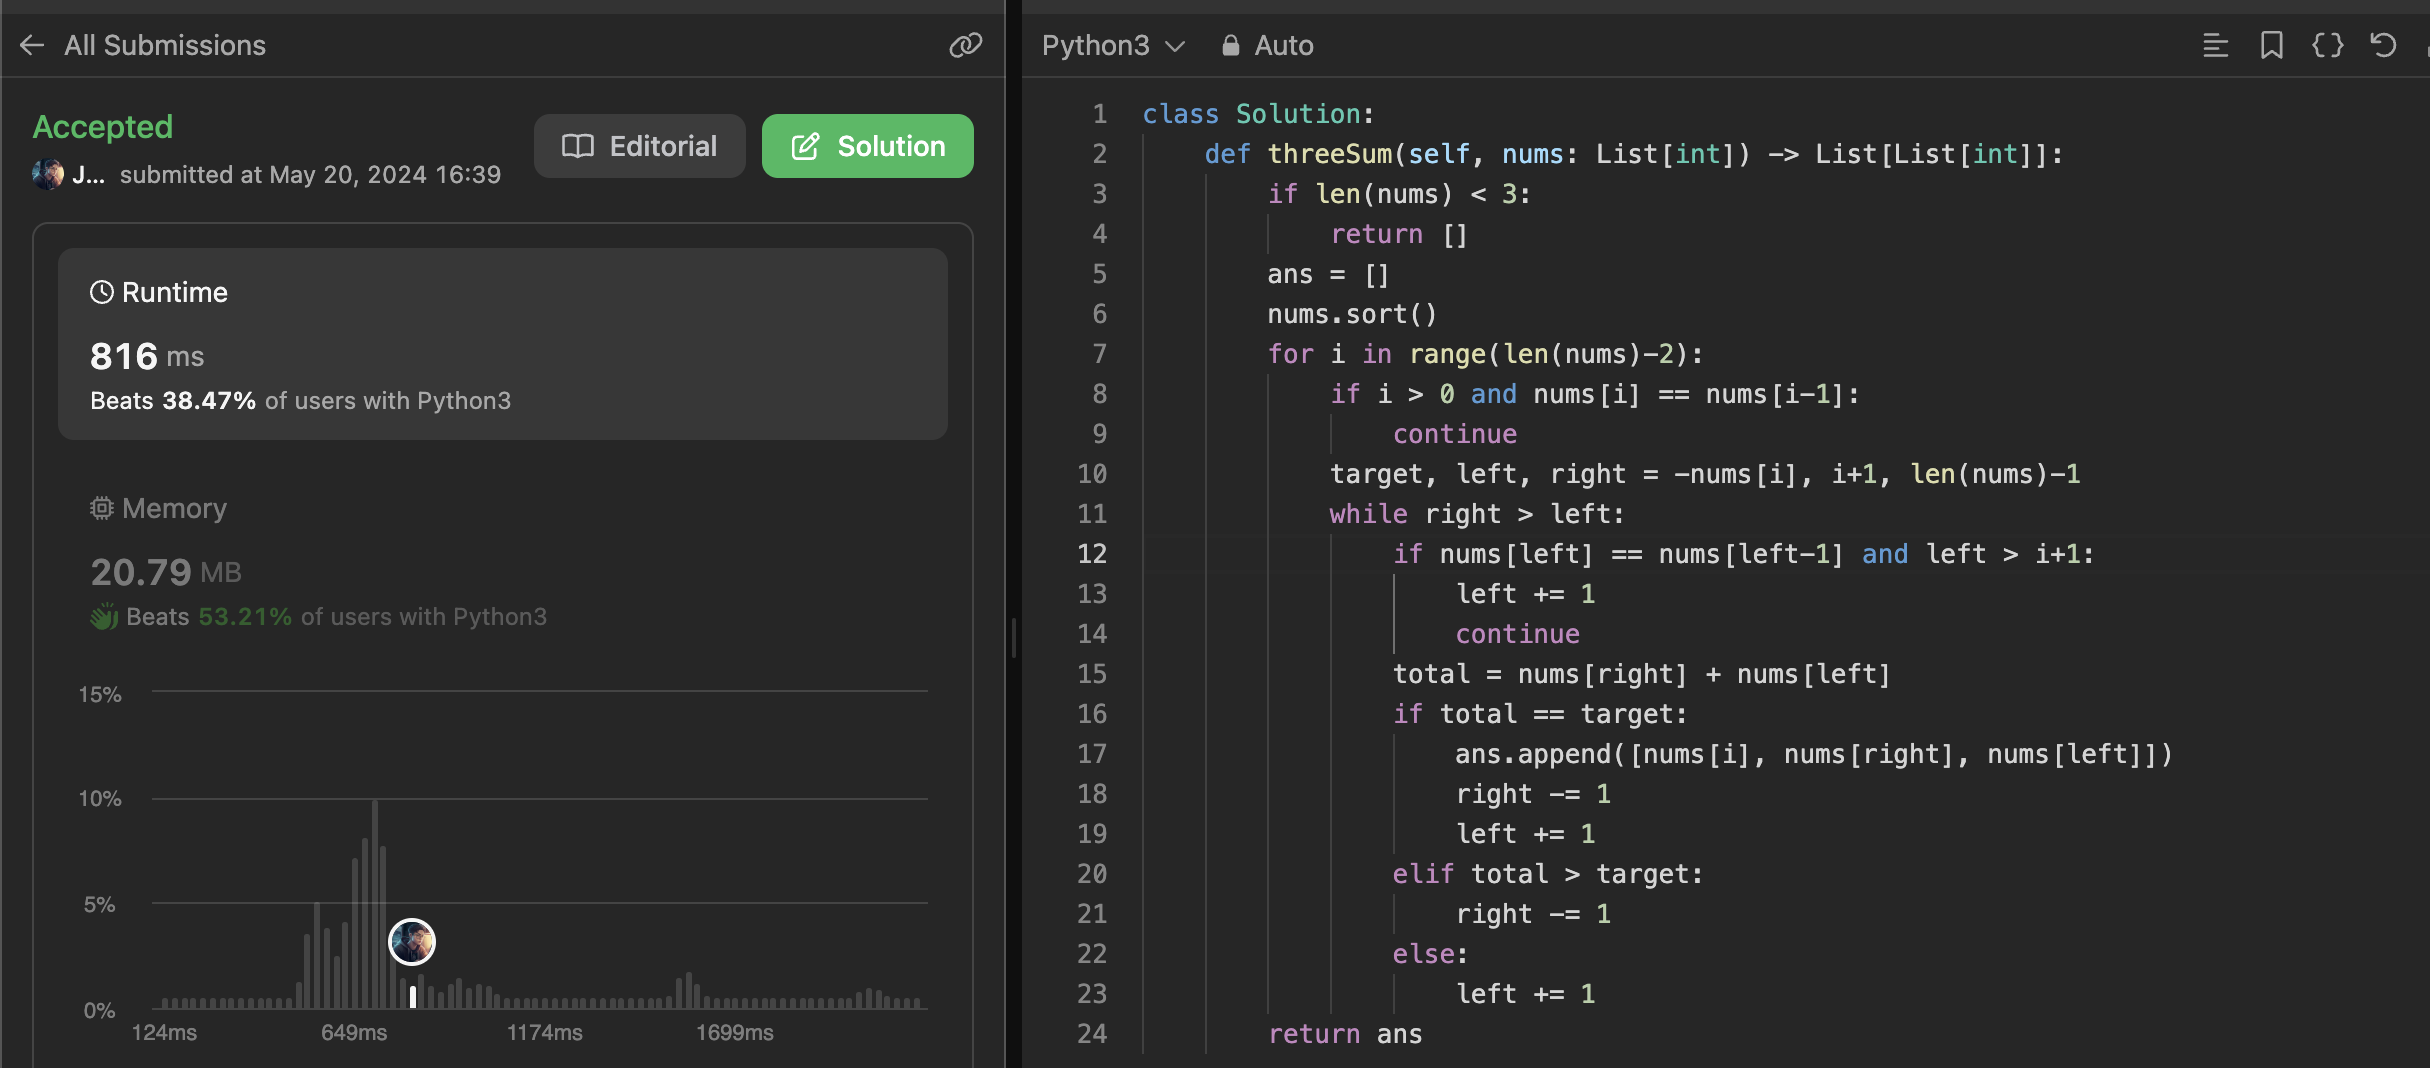 All Submissions
Accepted
J... submitted at May 20, 2024 16:39
Editorial
Solution
Runtime
816 ms
Beats 38.47% of users with Python3
Memory
20.79 MB
Beats 53.21% of users with Python3
15%
10%
5%
0%
124ms 649ms 1174ms 1699ms
Python3 Auto
1 class Solution:
2     def threeSum(self, nums: List[int]) -> List[List[int]]:
3         if len(nums) < 3:
4             return []
5         ans = []
6         nums.sort()
7         for i in range(len(nums)-2):
8             if i > 0 and nums[i] == nums[i-1]:
9                 continue
10             target, left, right = -nums[i], i+1, len(nums)-1
11             while right > left:
12                 if nums[left] == nums[left-1] and left > i+1:
13                     left += 1
14                     continue
15                 total = nums[right] + nums[left]
16                 if total == target:
17                     ans.append([nums[i], nums[right], nums[left]])
18                     right -= 1
19                     left += 1
20                 elif total > target:
21                     right -= 1
22                 else:
23                     left += 1
24         return ans